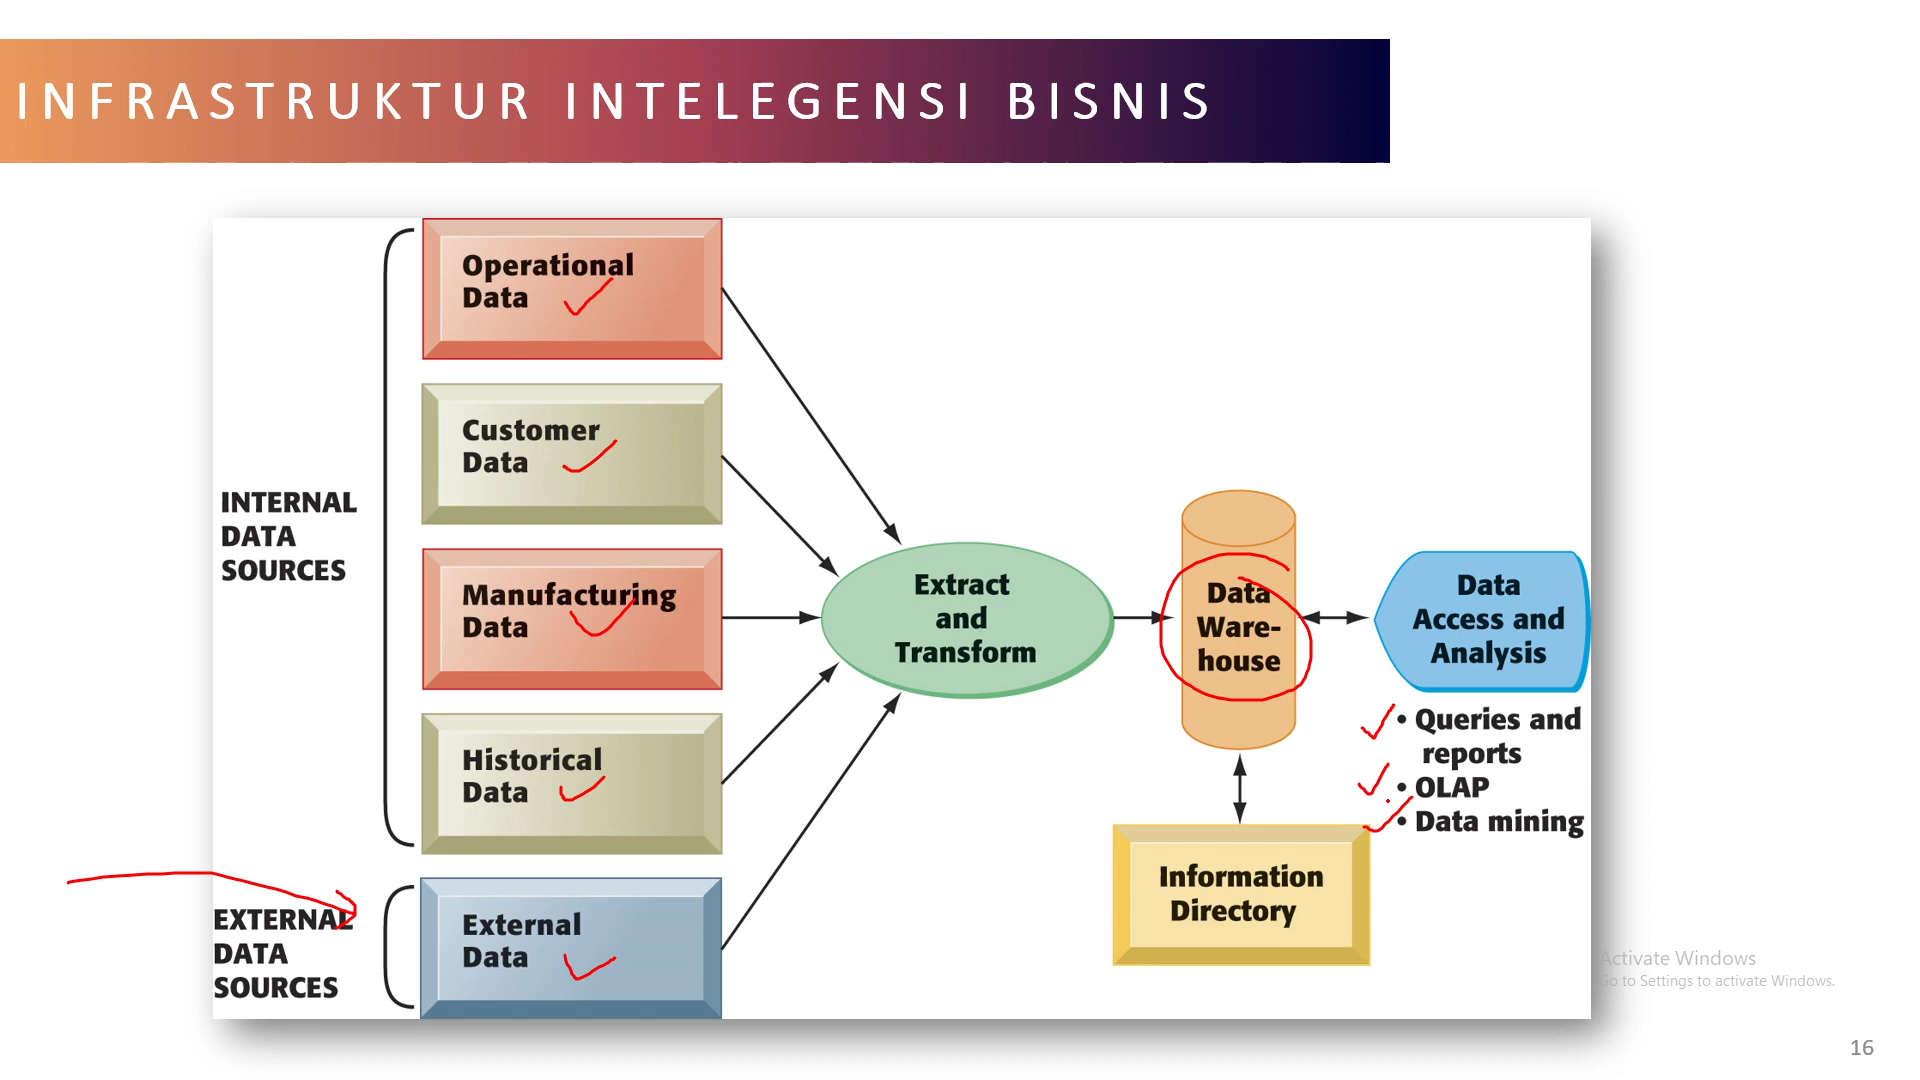 INFRASTRUKTUR INTELEGENSI BISNIS
Operational
Data
Customer
Data
INTERNAL
DATA
SOURCES
Manufacturing
Data
Historical
Data
EXTERNAL
DATA
SOURCES
External
Data
Extract
and
Transform
Data
Ware-
house
Data
Access and
Analysis
• Queries and
reports
• OLAP
• Data mining
Information
Directory
Activate Windows
Go to Settings to activate Windows.
16